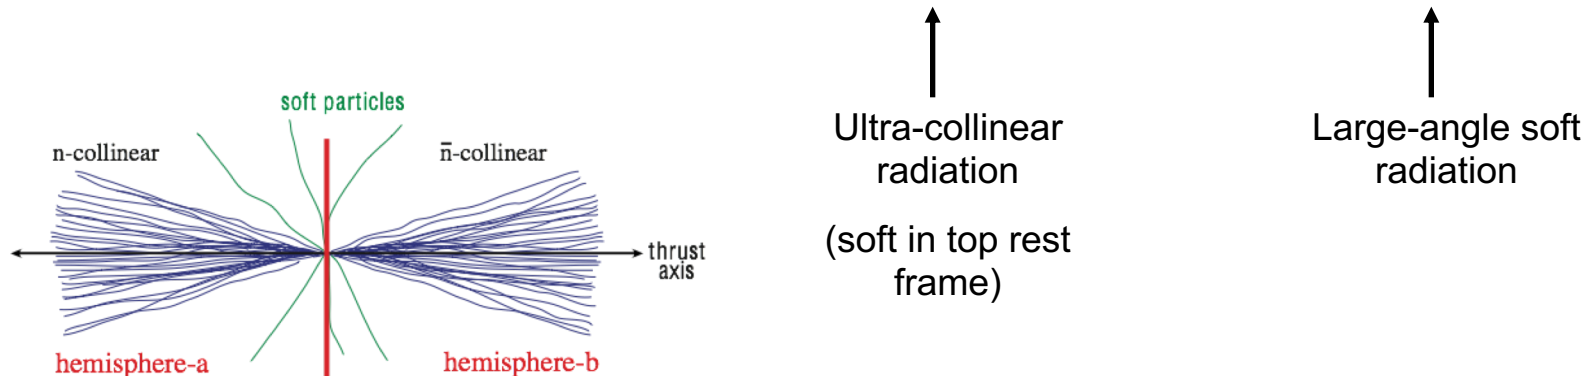 soft particles
n-collinear
n̄-collinear
thrust
axis
hemisphere-a
hemisphere-b
Ultra-collinear
radiation
(soft in top rest
frame)
Large-angle soft
radiation